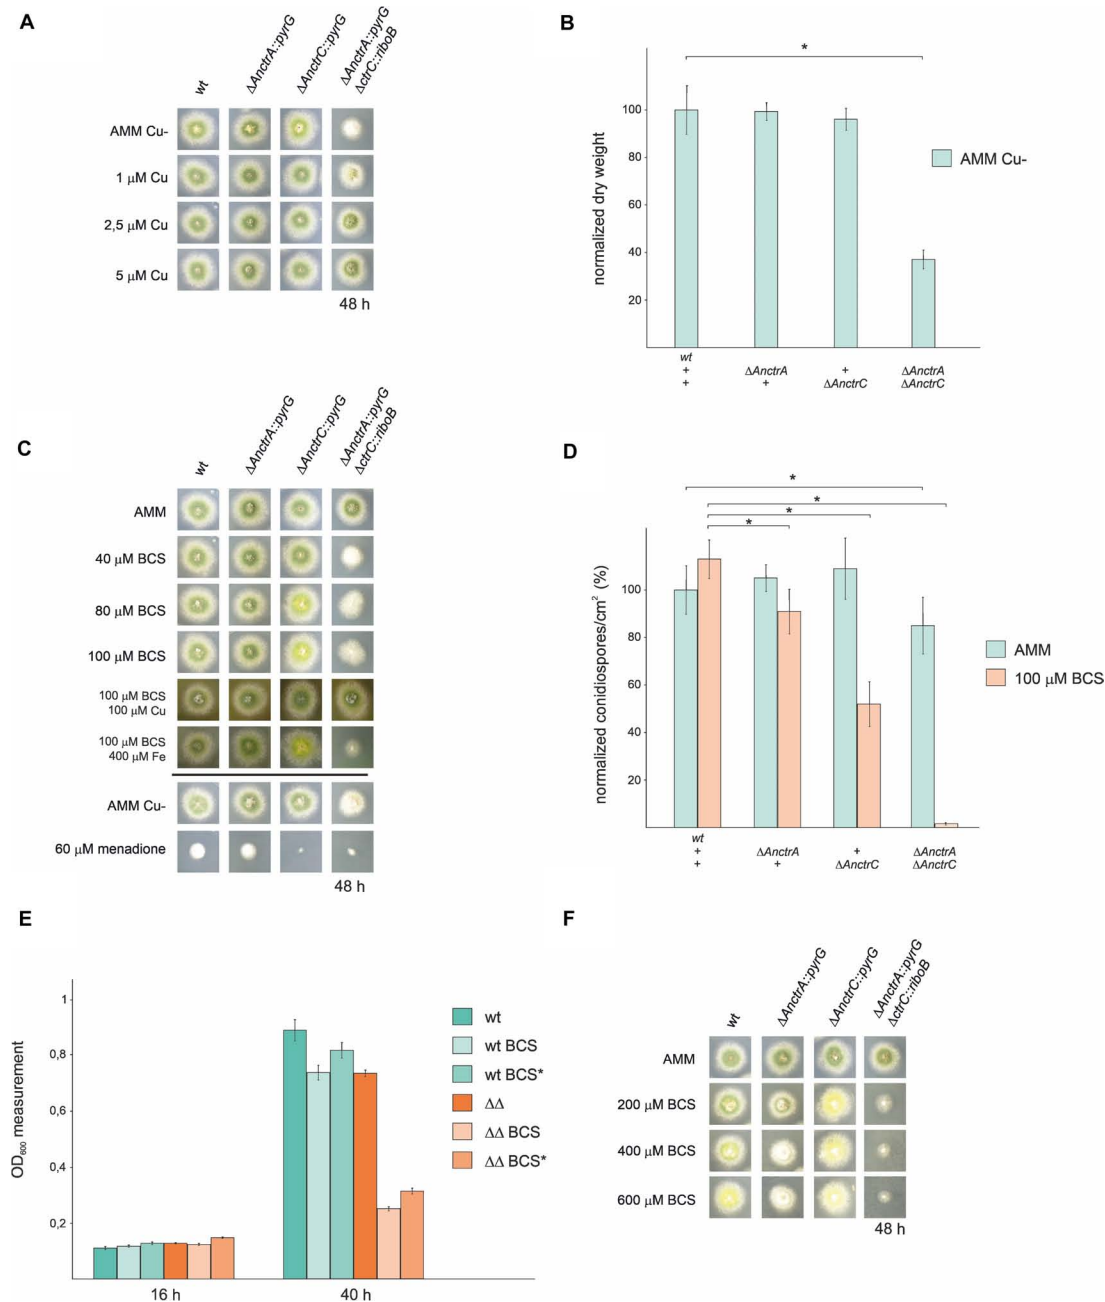 A
wt
ΔAnctrA::pyrG
ΔAnctrC::pyrG
ΔAnctrA::pyrG
ΔctrC::riboB
AMM Cu-
1 μM Cu
2,5 μM Cu
5 μM Cu
48 h
B
normalized dry weight
100
80
60
40
20
*
AMM Cu-
wt
+
+
ΔAnctrA
+
+
ΔAnctrC
ΔAnctrA
ΔAnctrC
C
wt
ΔAnctrA::pyrG
ΔAnctrC::pyrG
ΔAnctrA::pyrG
ΔctrC::riboB
AMM
40 μM BCS
80 μM BCS
100 μM BCS
100 μM BCS
100 μM Cu
100 μM BCS
400 μM Fe
AMM Cu-
60 μM menadione
48 h
D
normalized conidiospores/cm² (%)
100
80
60
40
20
*
*
*
*
AMM
100 μM BCS
wt
+
+
ΔAnctrA
+
+
ΔAnctrC
ΔAnctrA
ΔAnctrC
E
OD600 measurement
1
0,8
0,6
0,4
0,2
16 h
40 h
wt
wt BCS
wt BCS*
ΔΔ
ΔΔ BCS
ΔΔ BCS*
F
wt
ΔAnctrA::pyrG
ΔAnctrC::pyrG
ΔAnctrA::pyrG
ΔctrC::riboB
AMM
200 μM BCS
400 μM BCS
600 μM BCS
48 h